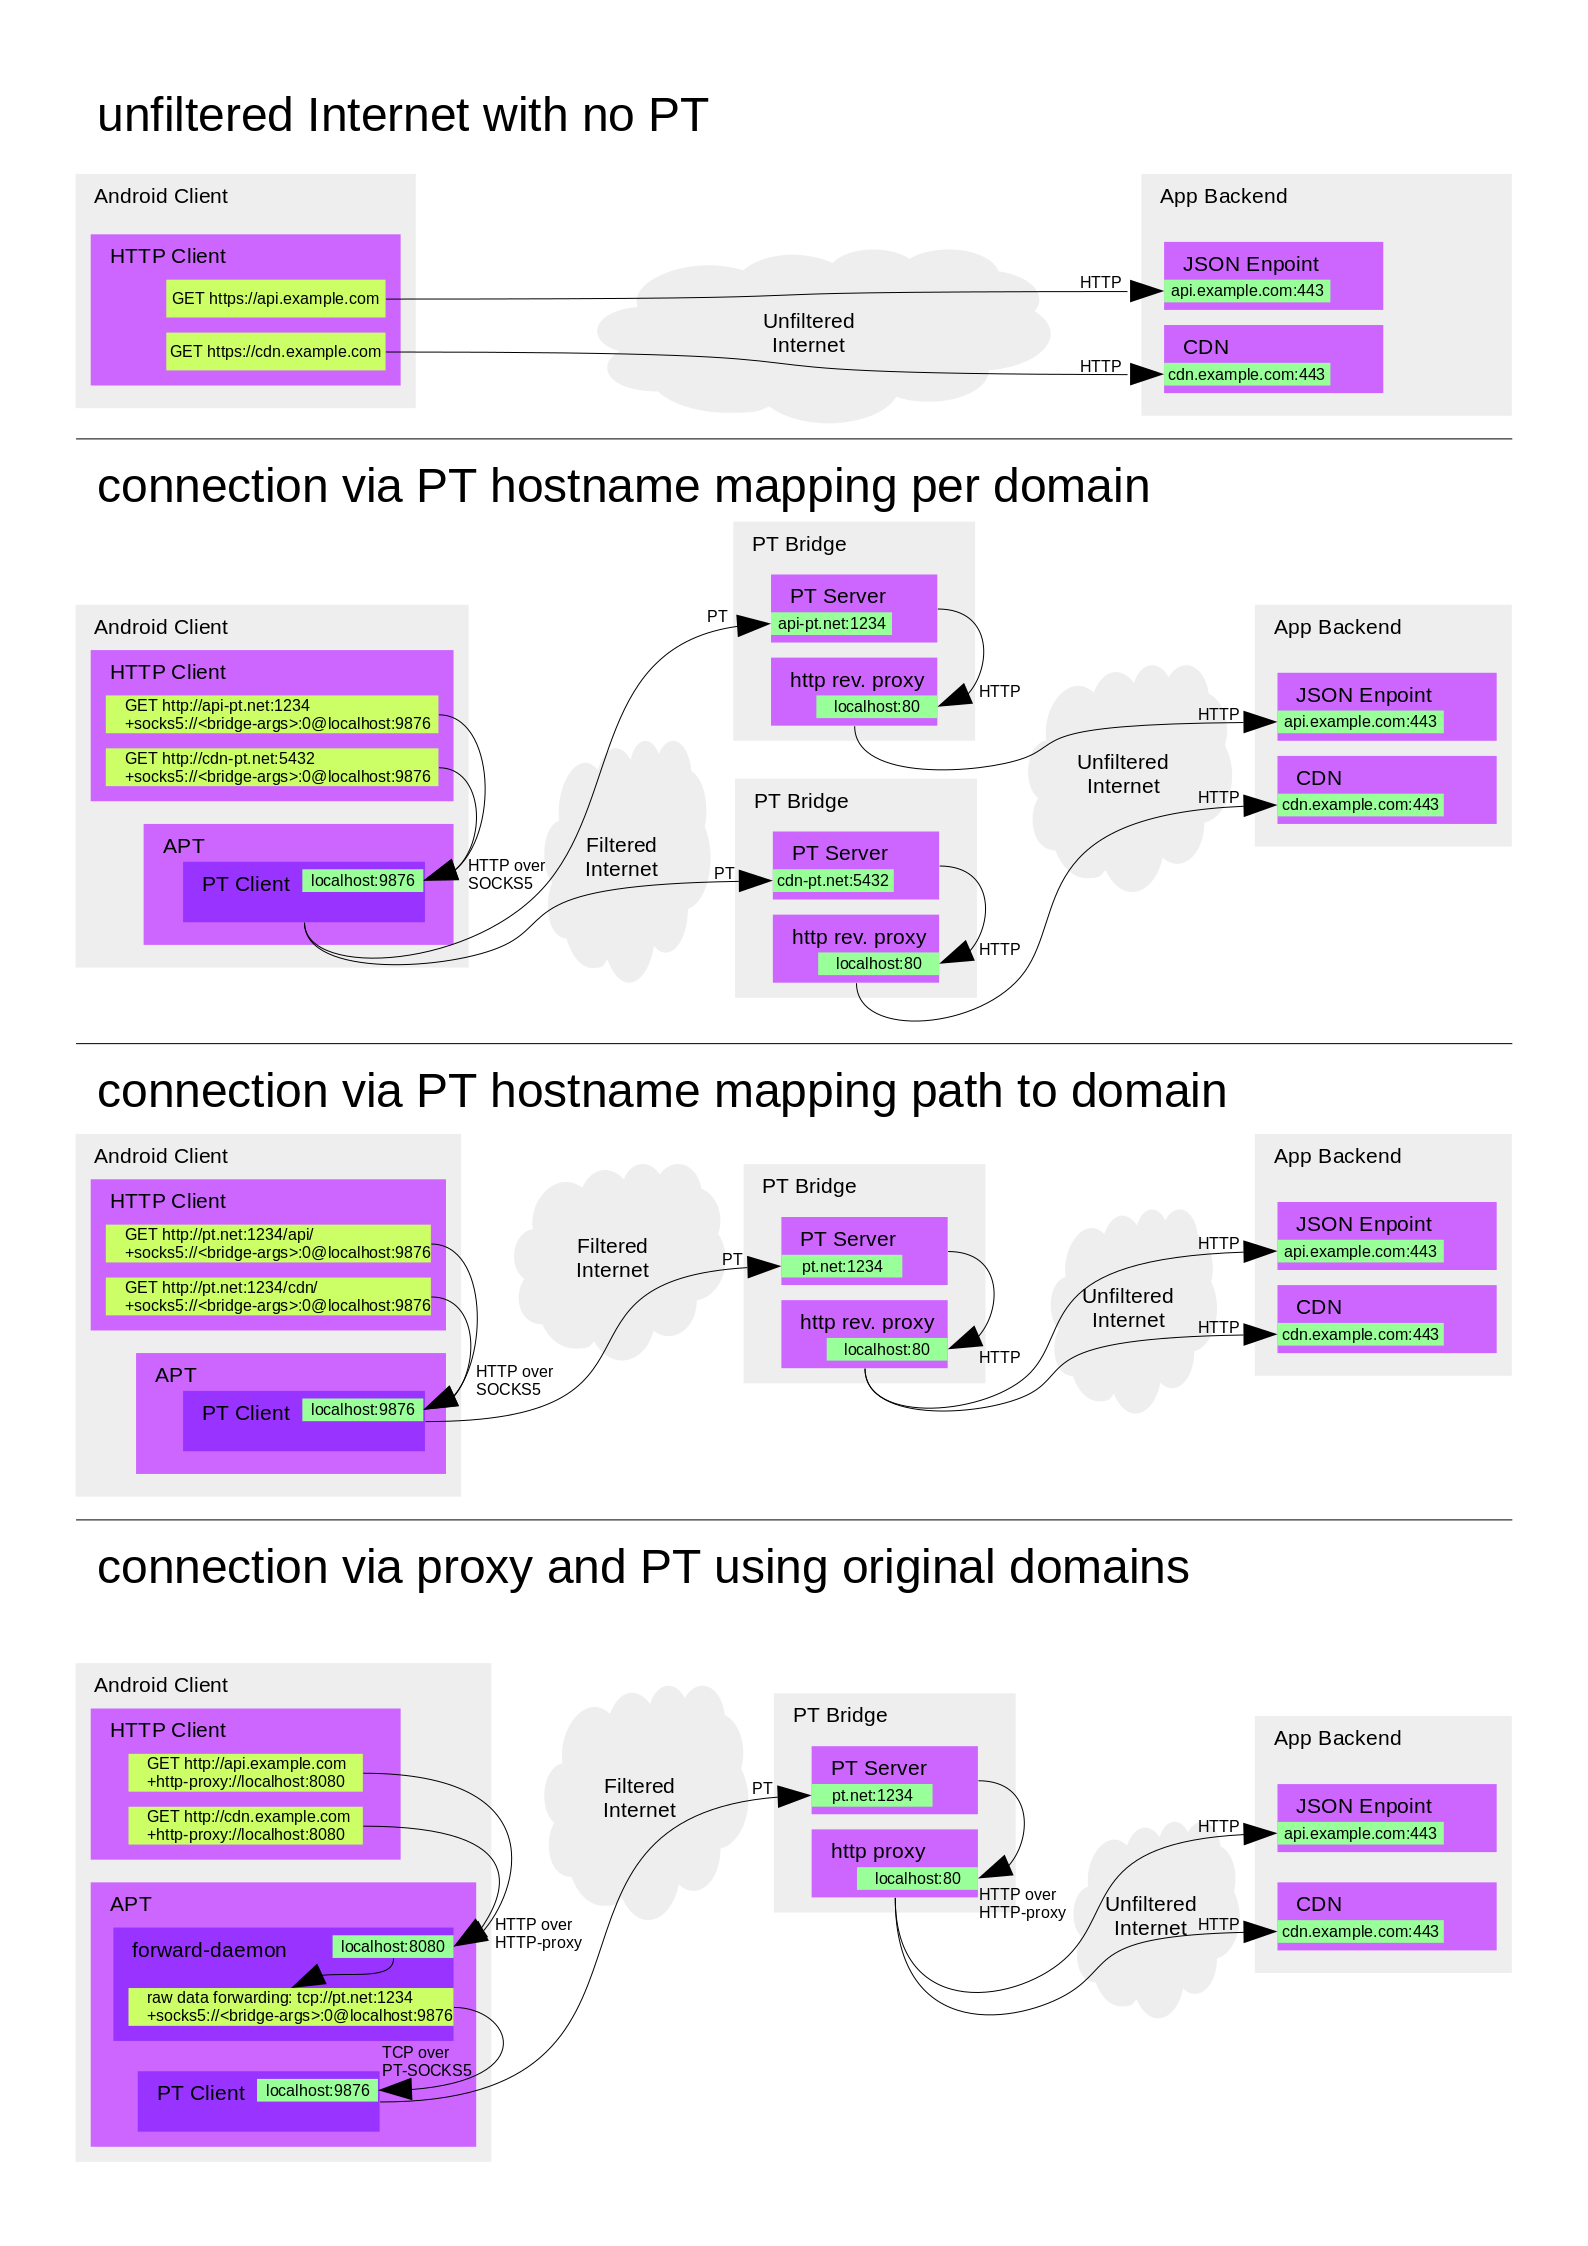 unfiltered Internet with no PT
Android Client
HTTP Client
GET https://api.example.com
GET https://cdn.example.com
Unfiltered
Internet
HTTP
HTTP
App Backend
JSON Enpoint
api.example.com:443
CDN
cdn.example.com:443
connection via PT hostname mapping per domain
Android Client
HTTP Client
GET http://api-pt.net:1234
+socks5://<bridge-args>:0@localhost:9876
GET http://cdn-pt.net:5432
+socks5://<bridge-args>:0@localhost:9876
APT
PT Client
localhost:9876
HTTP over
SOCKS5
Filtered
Internet
PT
PT
PT Bridge
PT Server
api-pt.net:1234
http rev. proxy
localhost:80
HTTP
PT Bridge
PT Server
cdn-pt.net:5432
http rev. proxy
localhost:80
HTTP
Unfiltered
Internet
HTTP
HTTP
App Backend
JSON Enpoint
api.example.com:443
CDN
cdn.example.com:443
connection via PT hostname mapping path to domain
Android Client
HTTP Client
GET http://pt.net:1234/api/
+socks5://<bridge-args>:0@localhost:9876
GET http://pt.net:1234/cdn/
+socks5://<bridge-args>:0@localhost:9876
APT
PT Client
localhost:9876
HTTP over
SOCKS5
Filtered
Internet
PT
PT Bridge
PT Server
pt.net:1234
http rev. proxy
localhost:80
HTTP
Unfiltered
Internet
HTTP
HTTP
App Backend
JSON Enpoint
api.example.com:443
CDN
cdn.example.com:443
connection via proxy and PT using original domains
Android Client
HTTP Client
GET http://api.example.com
+http-proxy://localhost:8080
GET http://cdn.example.com
+http-proxy://localhost:8080
APT
forward-daemon
localhost:8080
raw data forwarding: tcp://pt.net:1234
+socks5://<bridge-args>:0@localhost:9876
TCP over
PT-SOCKS5
PT Client
localhost:9876
HTTP over
HTTP-proxy
Filtered
Internet
PT
PT Bridge
PT Server
pt.net:1234
http proxy
localhost:80
HTTP over
HTTP-proxy
Unfiltered
Internet
HTTP
HTTP
App Backend
JSON Enpoint
api.example.com:443
CDN
cdn.example.com:443